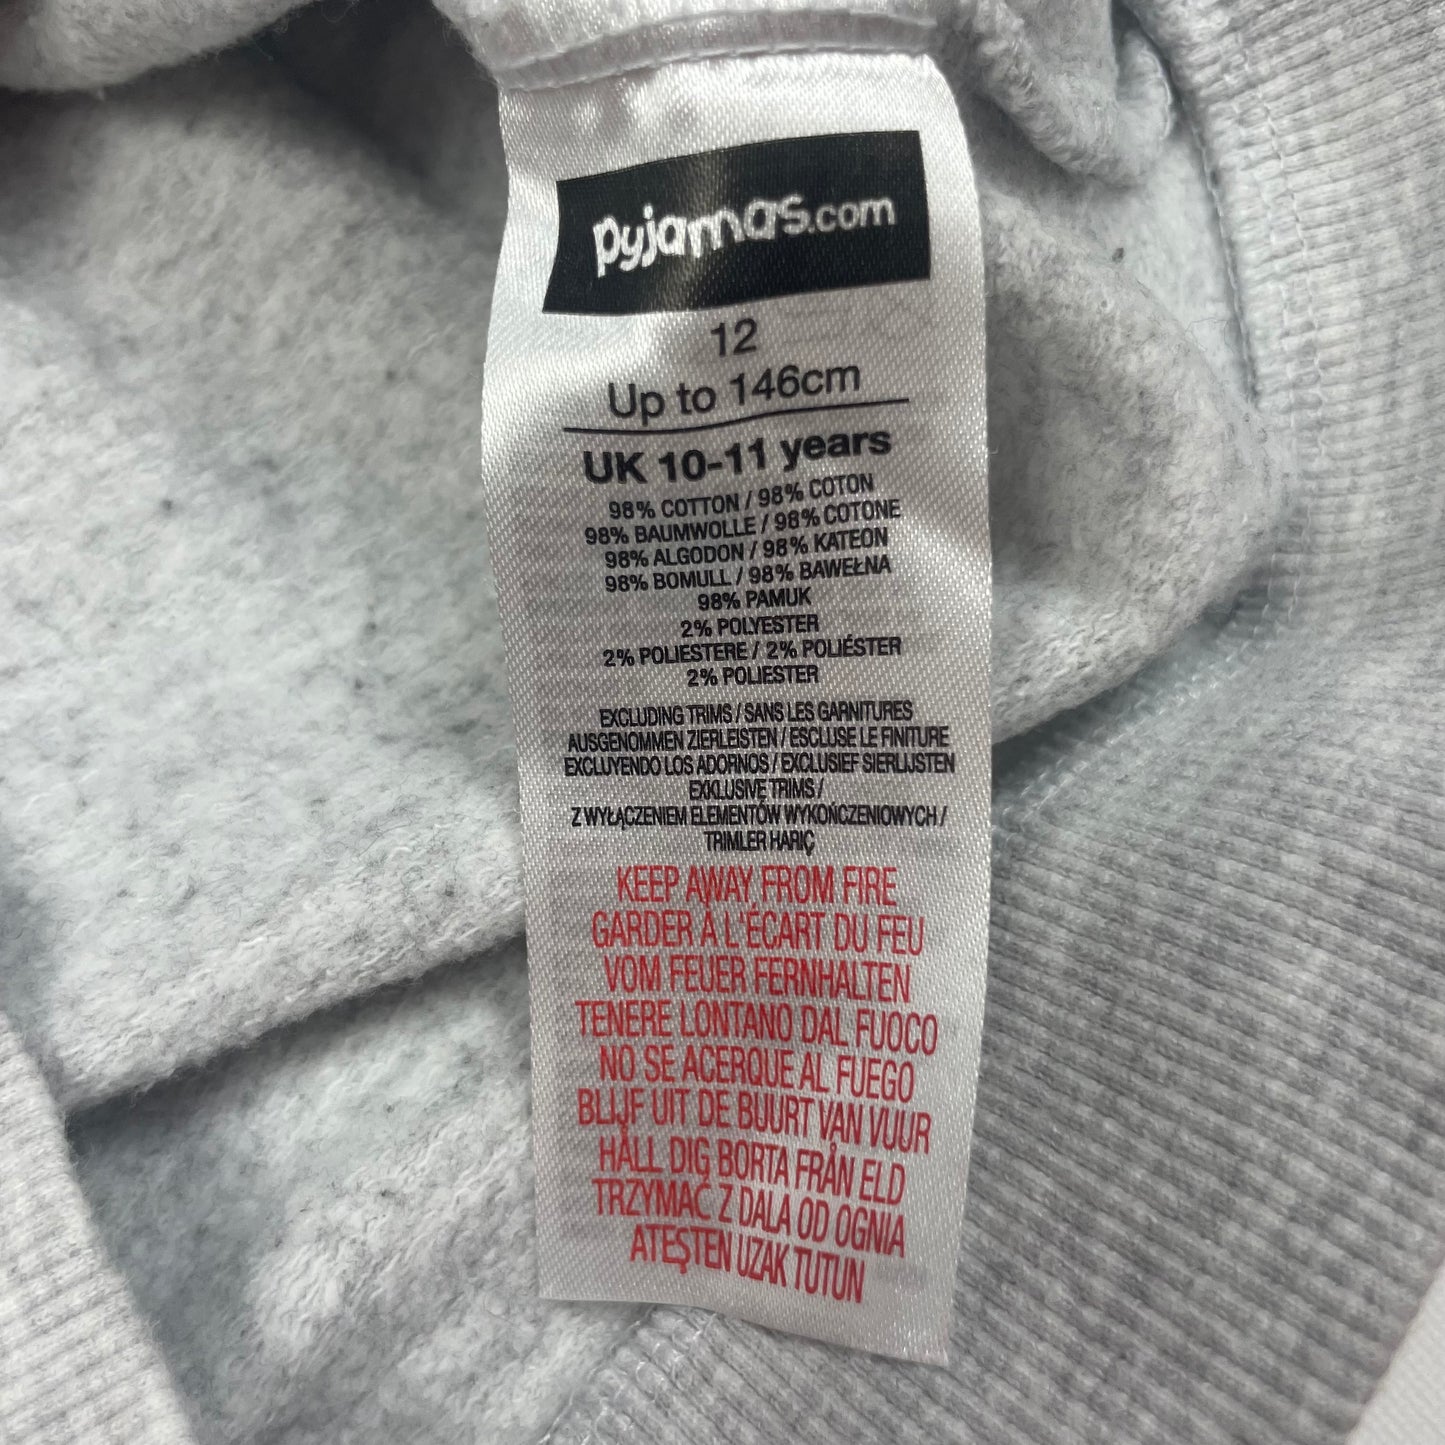 pyjamas.com
12
Up to 146cm
UK 10-11 years
98% COTTON / 98% COTON
98% BAUMWOLLE / 98% COTONE
98% ALGODON / 98% KATEON
98% BOMULL / 98% BAWEŁNA
98% PAMUK
2% POLYESTER
2% POLIESTERE / 2% POLIÉSTER
2% POLIESTER
EXCLUDING TRIMS / SANS LES GARNITURES
AUSGENOMMEN ZIERLEISTEN / ESCLUSE LE FINITURE
EXCLUYENDO LOS ADORNOS / EXCLUSIEF SIERLIJSTEN
EXKLUSIVE TRIMS /
Z WYŁĄCZENIEM ELEMENTÓW WYKOŃCZENIOWYCH /
TRIMLER HARIÇ
KEEP AWAY FROM FIRE
GARDER À L'ÉCART DU FEU
VOM FEUER FERNHALTEN
TENERE LONTANO DAL FUOCO
NO SE ACERQUE AL FUEGO
BLIJF UIT DE BUURT VAN VUUR
HÅLL DIG BORTA FRÅN ELD
TRZYMAĆ Z DALA OD OGNIA
ATEŞTEN UZAK TUTUN